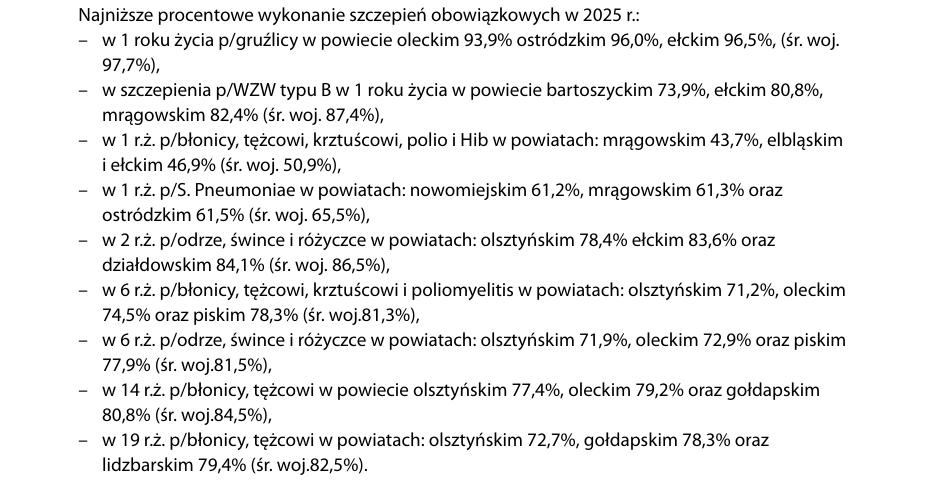 Najniższe procentowe wykonanie szczepień obowiązkowych w 2025 r.:
– w 1 roku życia p/gruźlicy w powiecie oleckim 93,9% ostródzkim 96,0%, ełckim 96,5%, (śr. woj.
97,7%),
– w szczepienia p/WZW typu B w 1 roku życia w powiecie bartoszyckim 73,9%, ełckim 80,8%,
mrągowskim 82,4% (śr. woj. 87,4%),
– w 1 r.ż. p/błonicy, tężcowi, krztuścowi, polio i Hib w powiatach: mrągowskim 43,7%, elbląskim
i ełckim 46,9% (śr. woj. 50,9%),
– w 1 r.ż. p/S. Pneumoniae w powiatach: nowomiejskim 61,2%, mrągowskim 61,3% oraz
ostródzkim 61,5% (śr. woj. 65,5%),
– w 2 r.ż. p/odrze, śwince i różyczce w powiatach: olsztyńskim 78,4% ełckim 83,6% oraz
działdowskim 84,1% (śr. woj. 86,5%),
– w 6 r.ż. p/błonicy, tężcowi, krztuścowi i poliomyelitis w powiatach: olsztyńskim 71,2%, oleckim
74,5% oraz piskim 78,3% (śr. woj.81,3%),
– w 6 r.ż. p/odrze, śwince i różyczce w powiatach: olsztyńskim 71,9%, oleckim 72,9% oraz piskim
77,9% (śr. woj.81,5%),
– w 14 r.ż. p/błonicy, tężcowi w powiecie olsztyńskim 77,4%, oleckim 79,2% oraz gołdapskim
80,8% (śr. woj.84,5%),
– w 19 r.ż. p/błonicy, tężcowi w powiatach: olsztyńskim 72,7%, gołdapskim 78,3% oraz
lidzbarskim 79,4% (śr. woj.82,5%).